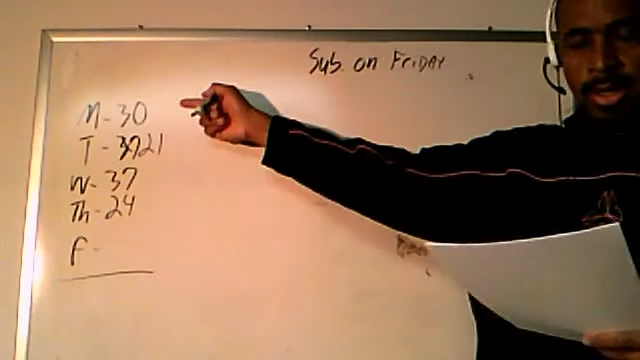 Sub. on Friday
M - 30
T - 3721
W - 37
Th - 24
F -